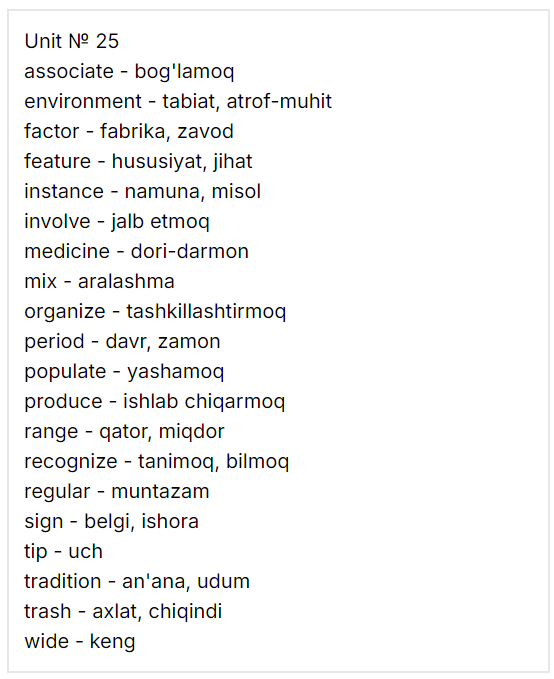 Unit № 25
associate - bog'lamoq
environment - tabiat, atrof-muhit
factor - fabrika, zavod
feature - hususiyat, jihat
instance - namuna, misol
involve - jalb etmoq
medicine - dori-darmon
mix - aralashma
organize - tashkillashtirmoq
period - davr, zamon
populate - yashamoq
produce - ishlab chiqarmoq
range - qator, miqdor
recognize - tanimoq, bilmoq
regular - muntazam
sign - belgi, ishora
tip - uch
tradition - an'ana, udum
trash - axlat, chiqindi
wide - keng